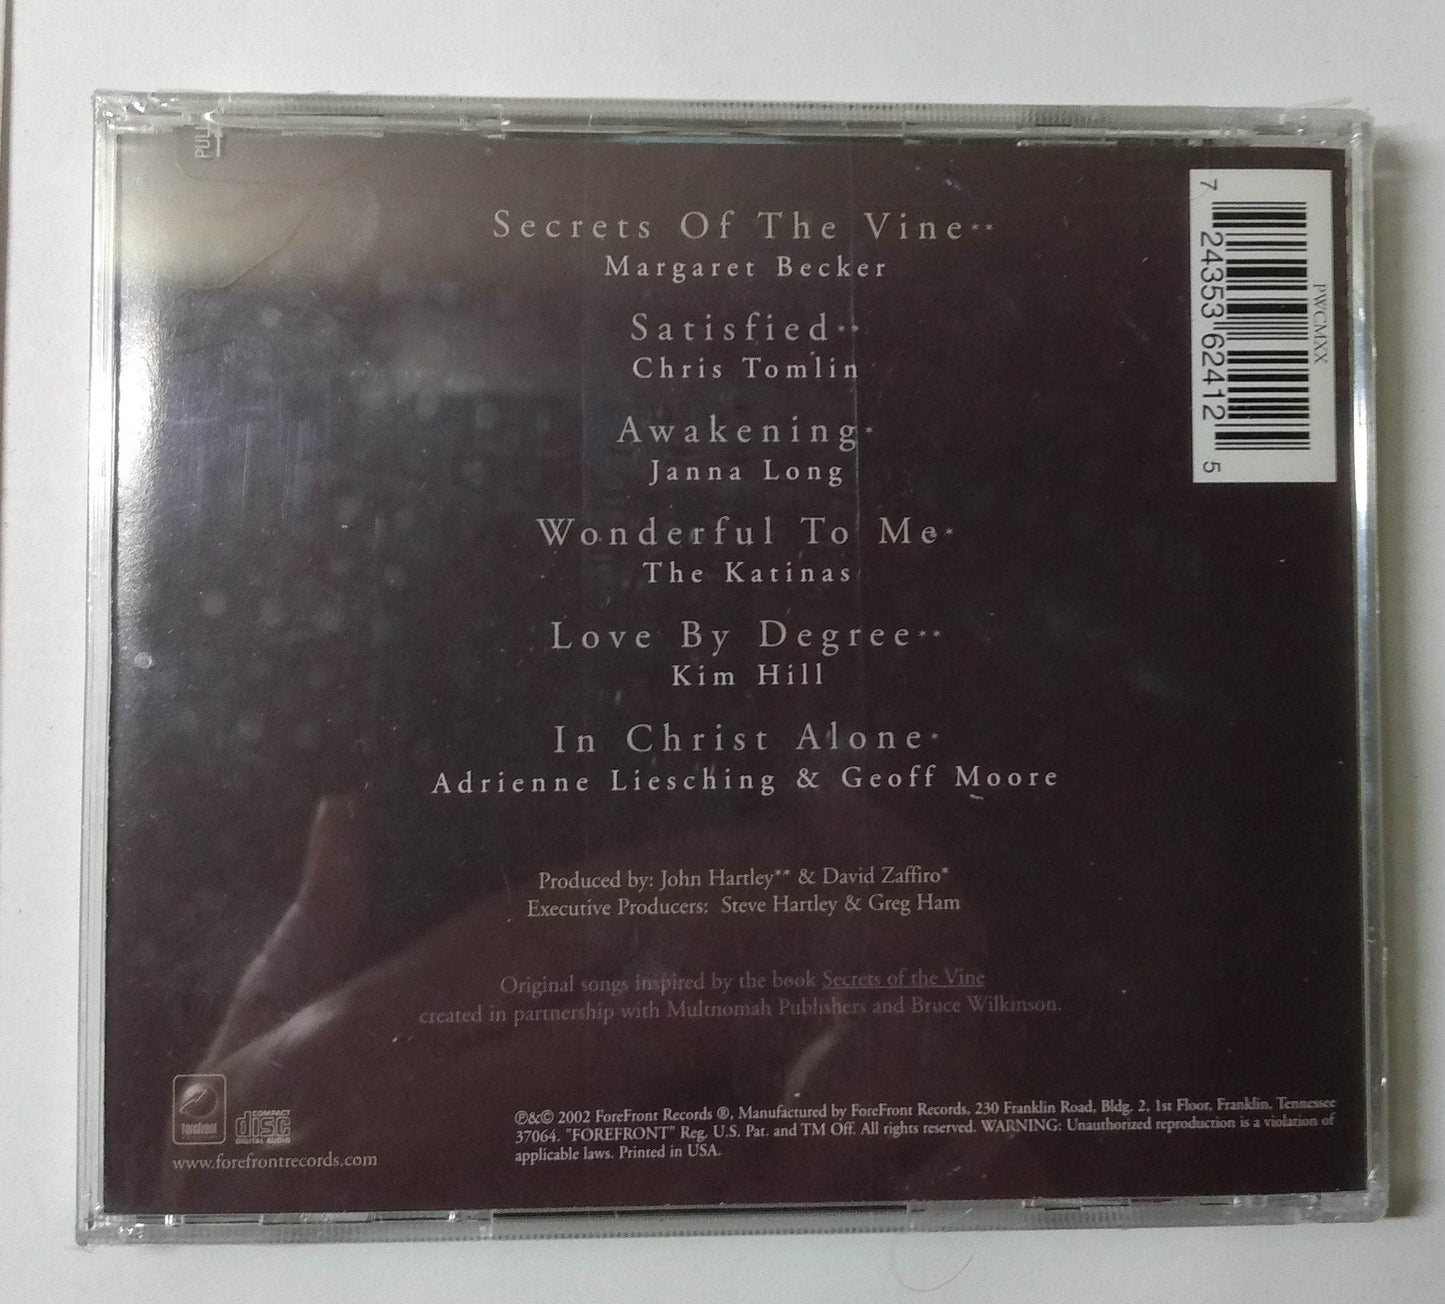 PUL
Secrets Of The Vine**
Margaret Becker
Satisfied**
Chris Tomlin
Awakening*
Janna Long
Wonderful To Me*
The Katinas
Love By Degree**
Kim Hill
In Christ Alone*
Adrienne Liesching & Geoff Moore
Produced by: John Hartley** & David Zaffiro*
Executive Producers: Steve Hartley & Greg Ham
Original songs inspired by the book Secrets of the Vine
created in partnership with Multnomah Publishers and Bruce Wilkinson.
forefront
COMPACT
disc
DIGITAL AUDIO
www.forefrontrecords.com
℗&© 2002 ForeFront Records ®, Manufactured by ForeFront Records, 230 Franklin Road, Bldg. 2, 1st Floor, Franklin, Tennessee
37064. "FOREFRONT" Reg. U.S. Pat. and TM Off. All rights reserved. WARNING: Unauthorized reproduction is a violation of
applicable laws. Printed in USA.
PWCMXX
7 24353 62412 5